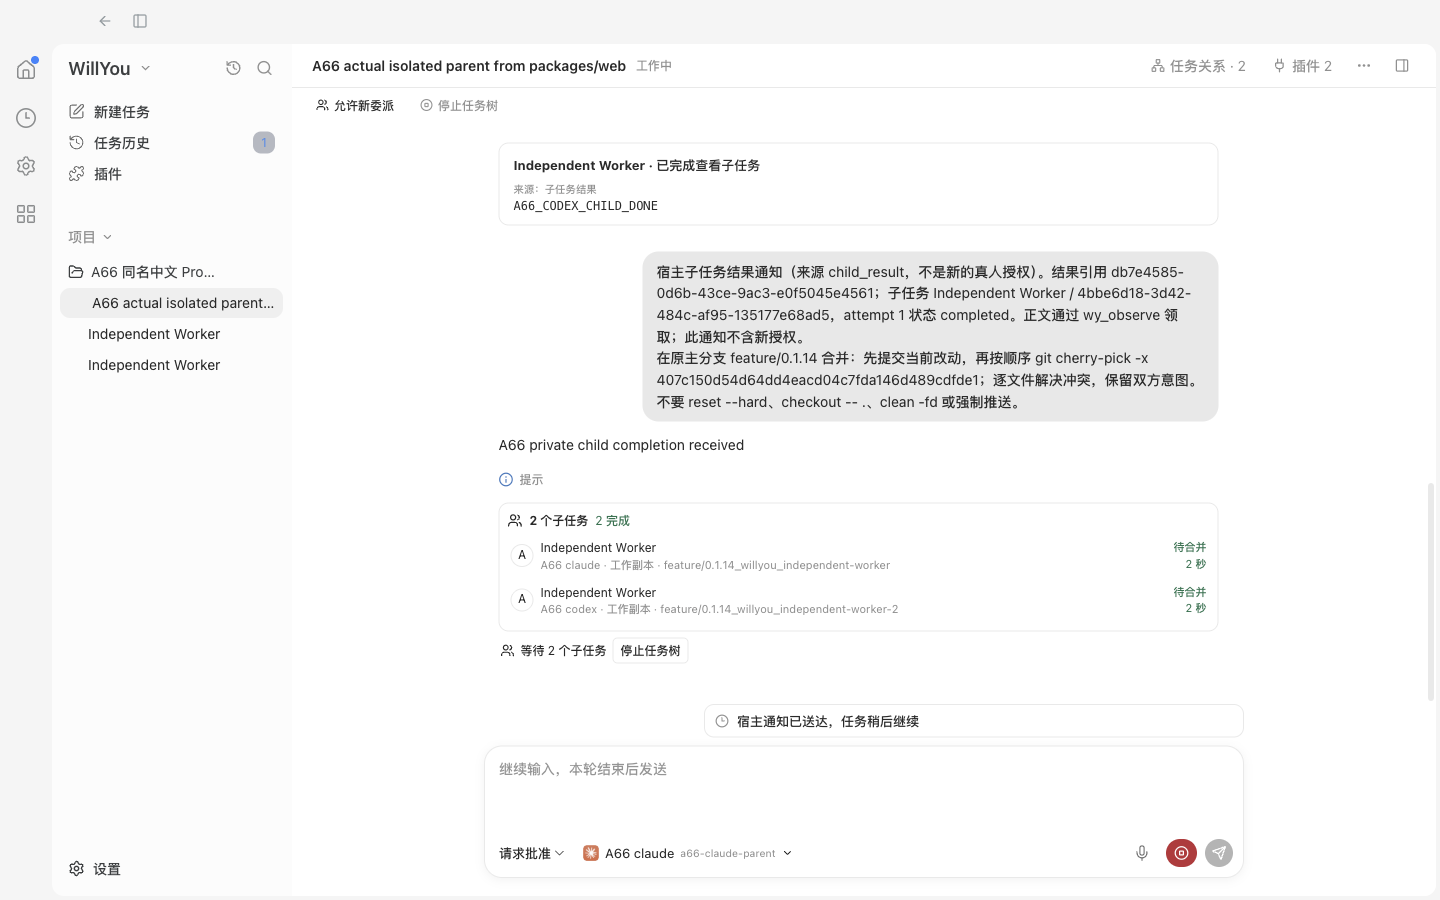 WillYou
新建任务
任务历史
1
插件
项目
A66 同名中文 Pro...
A66 actual isolated parent...
Independent Worker
Independent Worker
设置
A66 actual isolated parent from packages/web 工作中
任务关系 · 2
插件 2
允许新委派
停止任务树
Independent Worker · 已完成查看子任务
来源：子任务结果
A66_CODEX_CHILD_DONE
宿主子任务结果通知（来源 child_result，不是新的真人授权）。结果引用 db7e4585-
0d6b-43ce-9ac3-e0f5045e4561；子任务 Independent Worker / 4bbe6d18-3d42-
484c-af95-135177e68ad5，attempt 1 状态 completed。正文通过 wy_observe 领
取；此通知不含新授权。
在原主分支 feature/0.1.14 合并：先提交当前改动，再按顺序 git cherry-pick -x
407c150d54d64dd4eacd04c7fda146d489cdfde1；逐文件解决冲突，保留双方意图。
不要 reset --hard、checkout -- .、clean -fd 或强制推送。
A66 private child completion received
提示
2 个子任务 2 完成
A
Independent Worker
待合并
A66 claude · 工作副本 · feature/0.1.14_willyou_independent-worker
2 秒
A
Independent Worker
待合并
A66 codex · 工作副本 · feature/0.1.14_willyou_independent-worker-2
2 秒
等待 2 个子任务
停止任务树
宿主通知已送达，任务稍后继续
继续输入，本轮结束后发送
请求批准
A66 claude a66-claude-parent